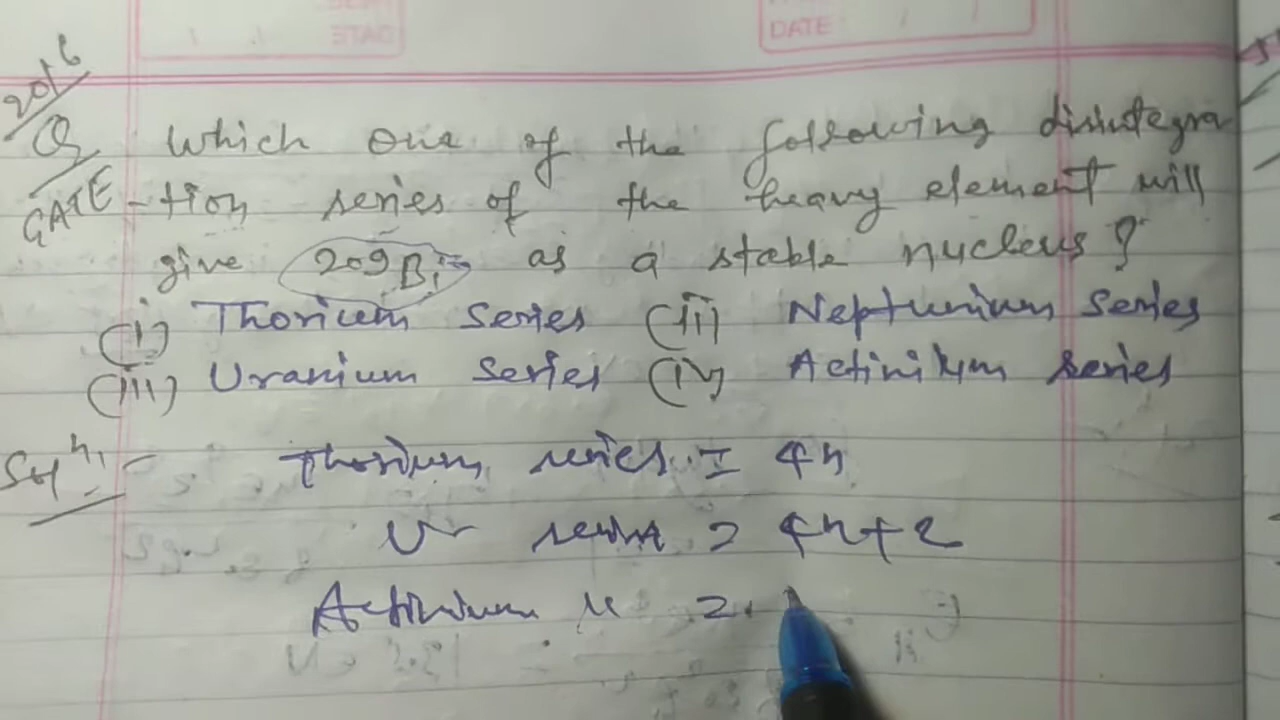 DATE
2016
Q Which one of the following disintegra
GATE -tion series of the heavy element will
give 209Bi as a stable nucleus?
(i) Thorium Series (ii) Neptunium Series
(iii) Uranium Series (iv) Actinium series
Solⁿ, - Thorium series = 4n
Ur series = 4n+2
Actinium " =